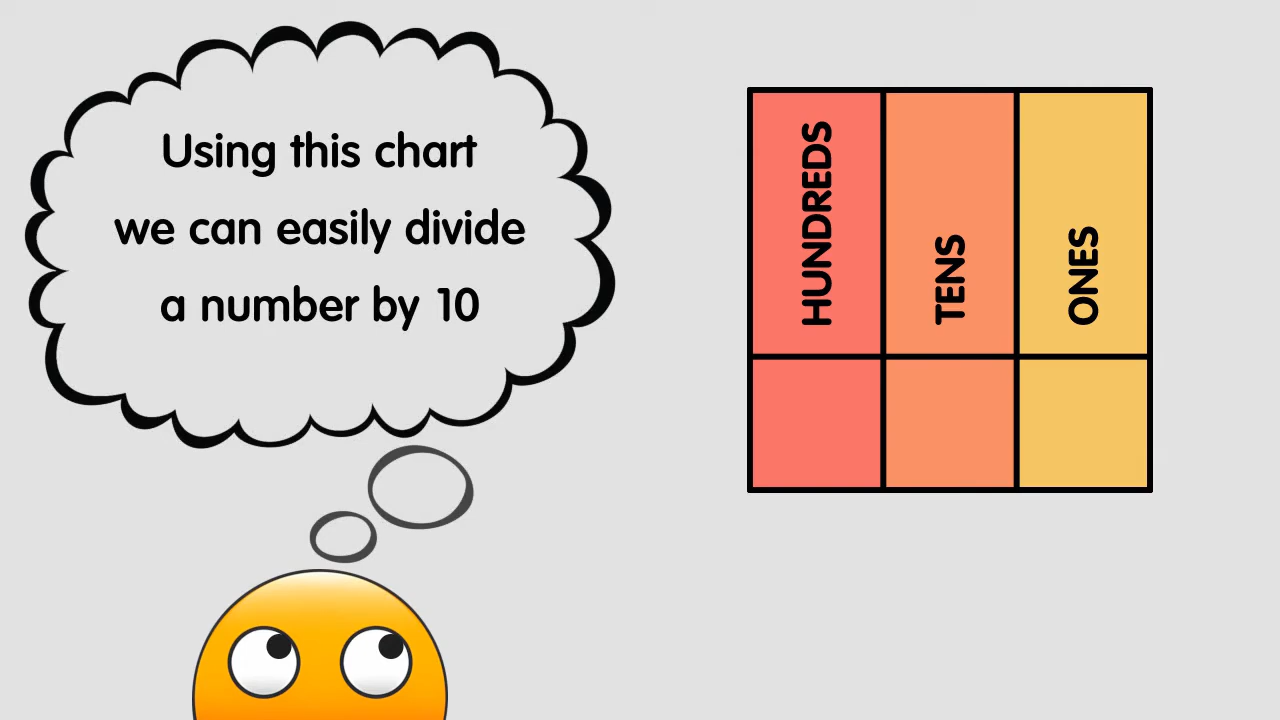 Using this chart
we can easily divide
a number by 10
HUNDREDS
TENS
ONES